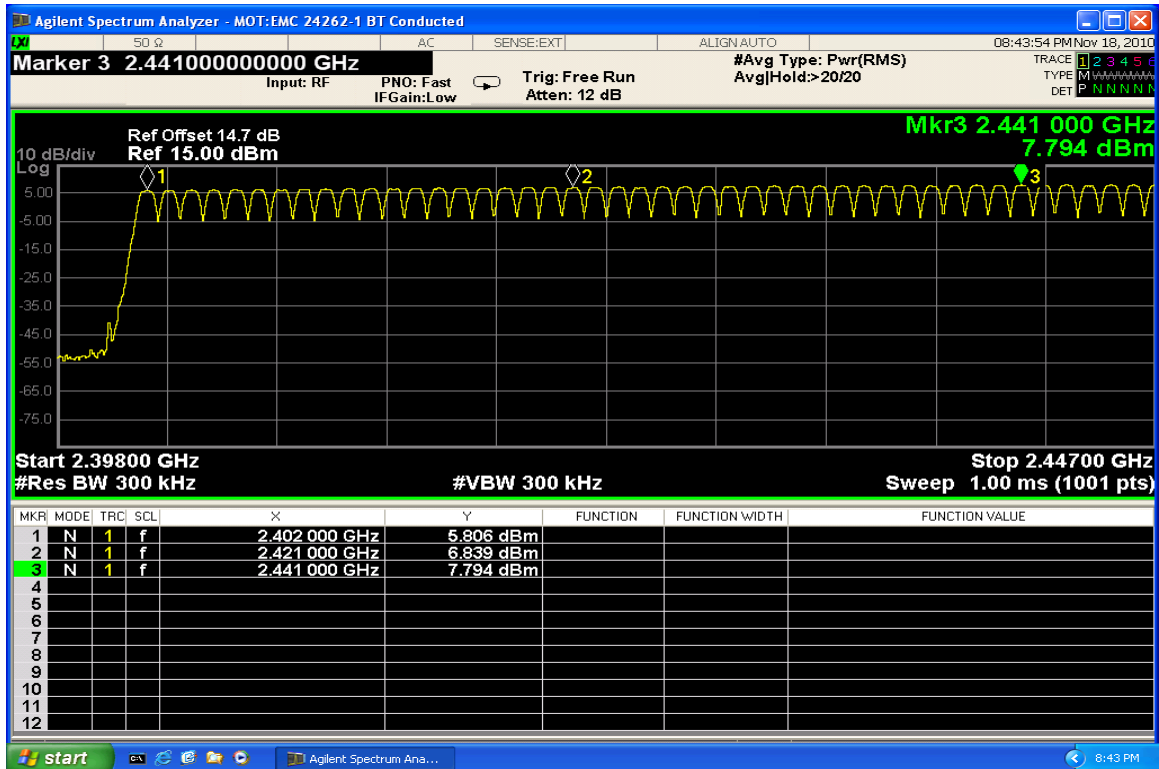 Agilent Spectrum Analyzer - MOT:EMC 24262-1 BT Conducted
LXI 50 Ω AC SENSE:EXT ALIGN AUTO 08:43:54 PM Nov 18, 2010
Marker 3 2.441000000000 GHz #Avg Type: Pwr(RMS) TRACE 1 2 3 4 5 6
Input: RF PNO: Fast Trig: Free Run Avg|Hold:>20/20 TYPE M
IFGain:Low Atten: 12 dB DET P N N N N N
Mkr3 2.441 000 GHz
Ref Offset 14.7 dB
10 dB/div Ref 15.00 dBm 7.794 dBm
Log
1 2 3
5.00
-5.00
-15.0
-25.0
-35.0
-45.0
-55.0
-65.0
-75.0
Start 2.39800 GHz Stop 2.44700 GHz
#Res BW 300 kHz #VBW 300 kHz Sweep 1.00 ms (1001 pts)
MKR MODE TRC SCL X Y FUNCTION FUNCTION WIDTH FUNCTION VALUE
1 N 1 f 2.402 000 GHz 5.806 dBm
2 N 1 f 2.421 000 GHz 6.839 dBm
3 N 1 f 2.441 000 GHz 7.794 dBm
4
5
6
7
8
9
10
11
12
start Agilent Spectrum Ana... 8:43 PM